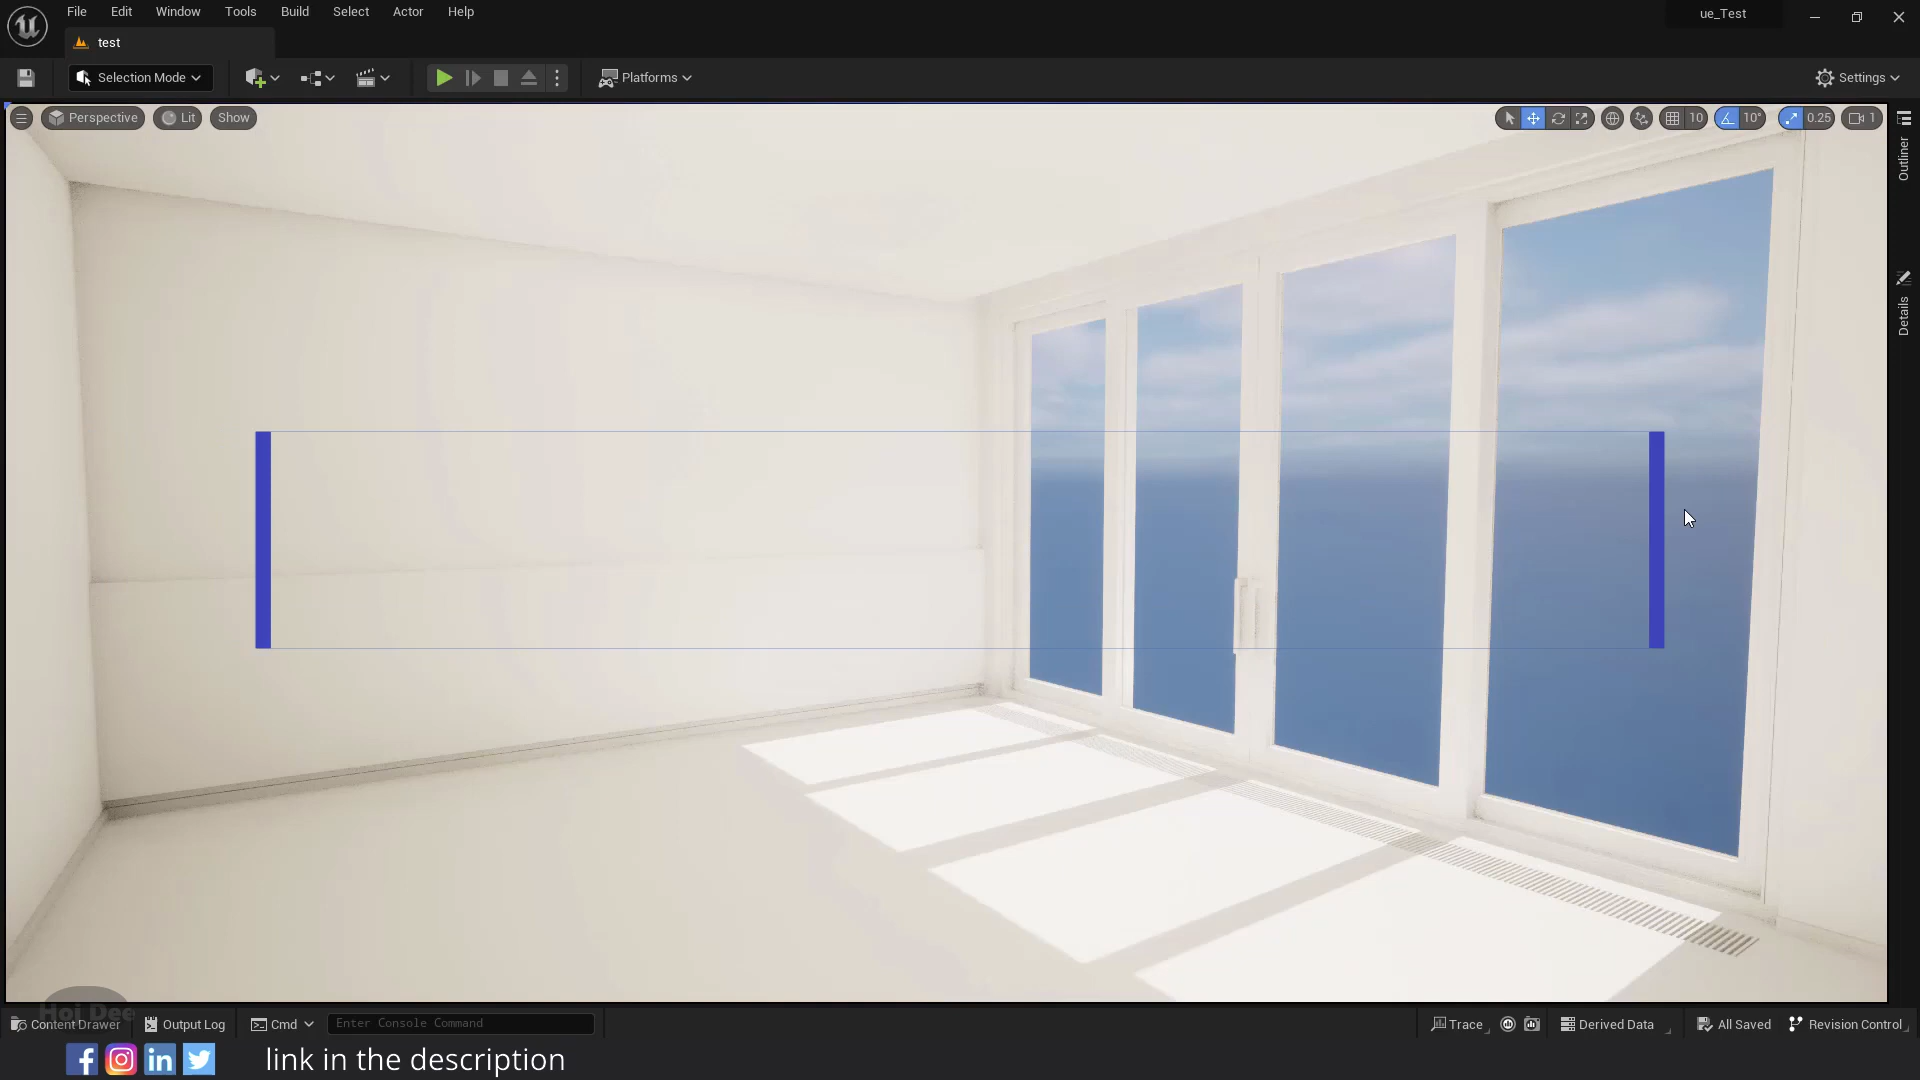 File Edit Window Tools Build Select Actor Help
ue_Test
test
Selection Mode
Platforms
Settings
Perspective Lit Show
10 10° 0.25 1
Outliner
Details
Hoi Dee
Content Drawer Output Log Cmd Enter Console Command
Trace Derived Data All Saved Revision Control
link in the description